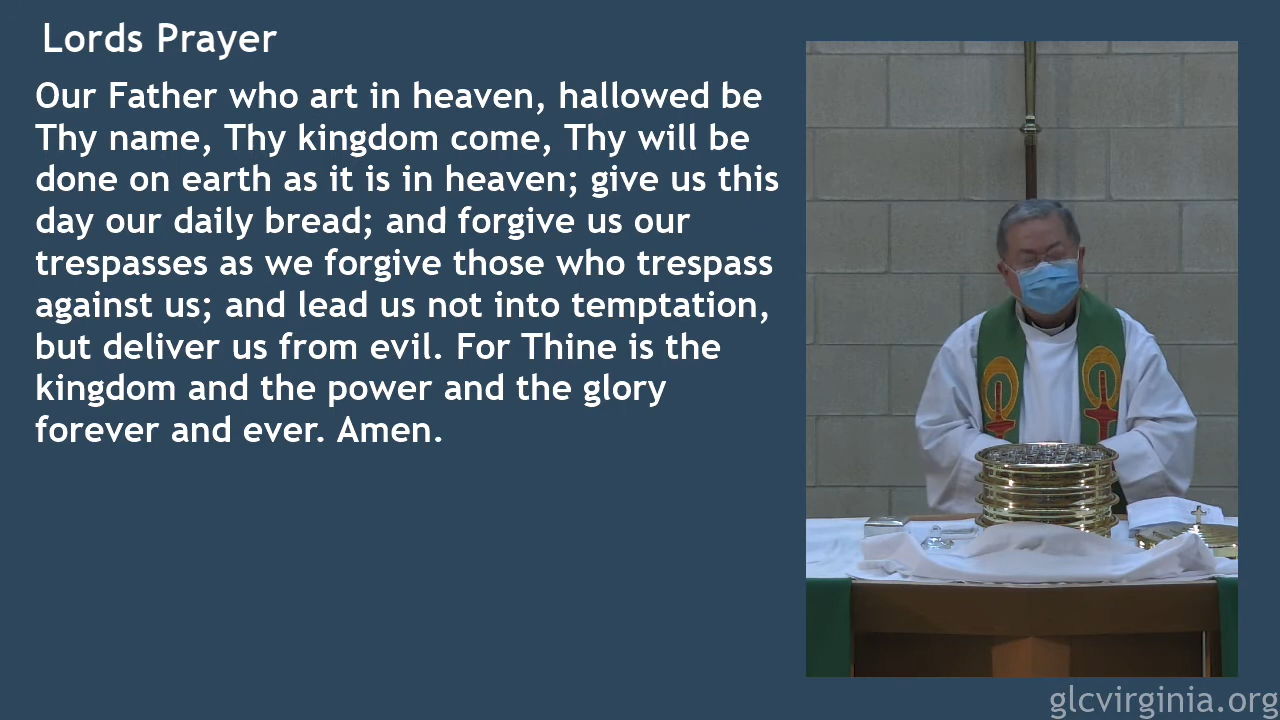 Lords Prayer
Our Father who art in heaven, hallowed be
Thy name, Thy kingdom come, Thy will be
done on earth as it is in heaven; give us this
day our daily bread; and forgive us our
trespasses as we forgive those who trespass
against us; and lead us not into temptation,
but deliver us from evil. For Thine is the
kingdom and the power and the glory
forever and ever. Amen.
glcvirginia.org